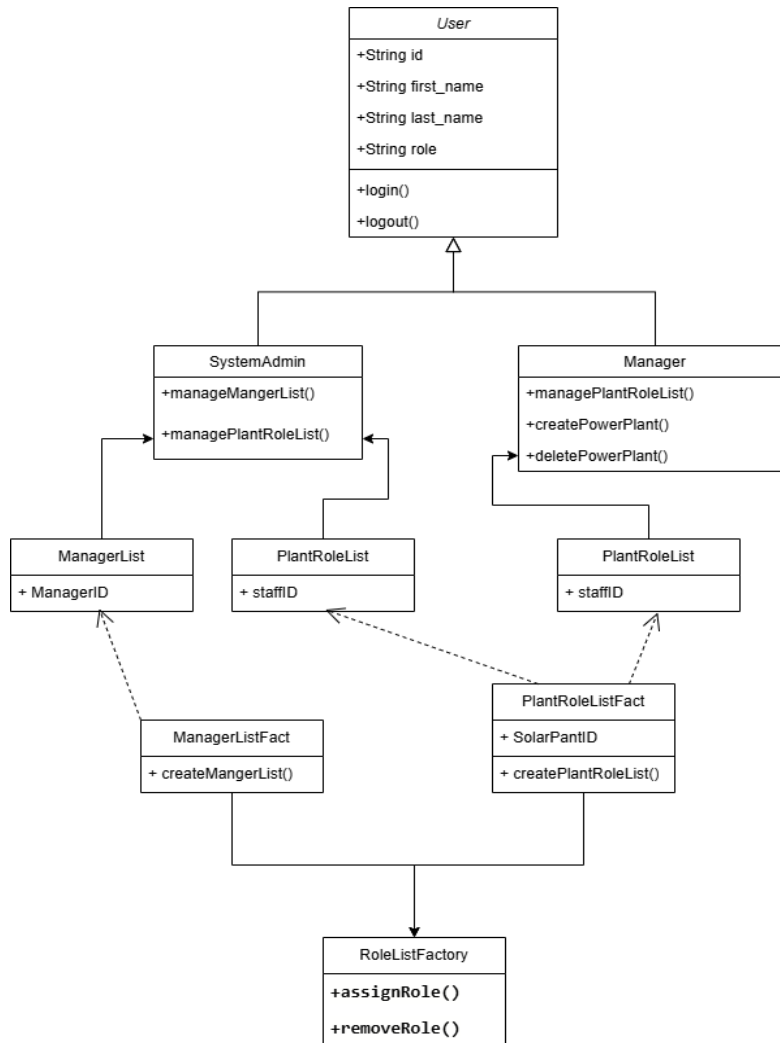 User
+String id
+String first_name
+String last_name
+String role
+login()
+logout()
SystemAdmin
+manageMangerList()
+managePlantRoleList()
Manager
+managePlantRoleList()
+createPowerPlant()
+deletePowerPlant()
ManagerList
+ ManagerID
PlantRoleList
+ staffID
PlantRoleList
+ staffID
ManagerListFact
+ createMangerList()
PlantRoleListFact
+ SolarPantID
+ createPlantRoleList()
RoleListFactory
+assignRole()
+removeRole()